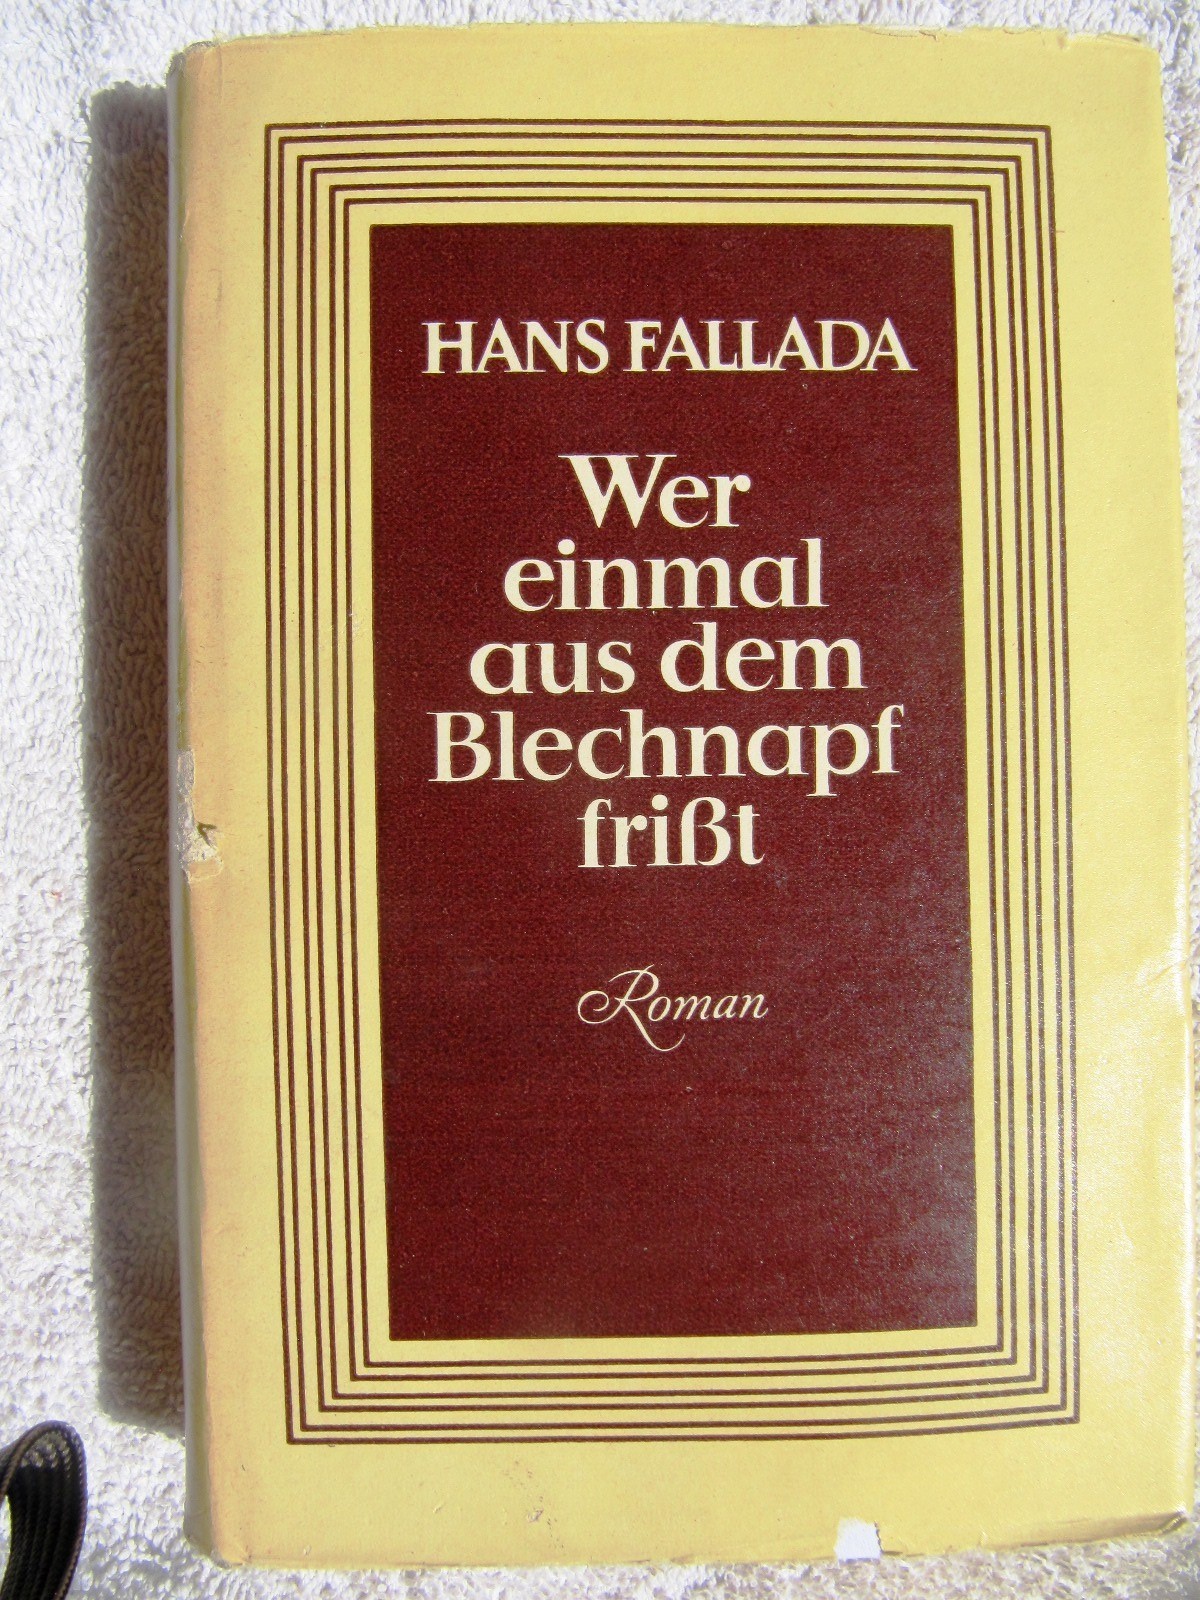 HANS FALLADA
Wer
einmal
aus dem
Blechnapf
frißt
Roman